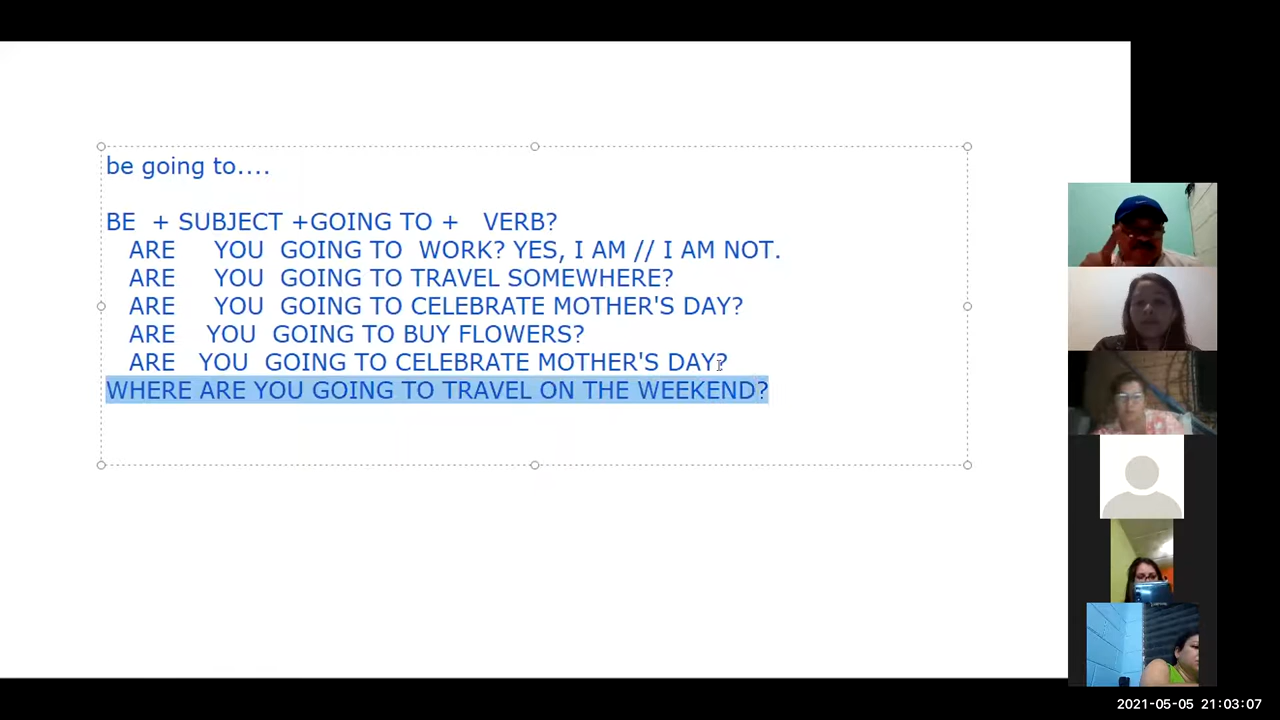 be going to....
BE + SUBJECT +GOING TO + VERB?
ARE YOU GOING TO WORK? YES, I AM // I AM NOT.
ARE YOU GOING TO TRAVEL SOMEWHERE?
ARE YOU GOING TO CELEBRATE MOTHER'S DAY?
ARE YOU GOING TO BUY FLOWERS?
ARE YOU GOING TO CELEBRATE MOTHER'S DAY?
WHERE ARE YOU GOING TO TRAVEL ON THE WEEKEND?
2021-05-05 21:03:07